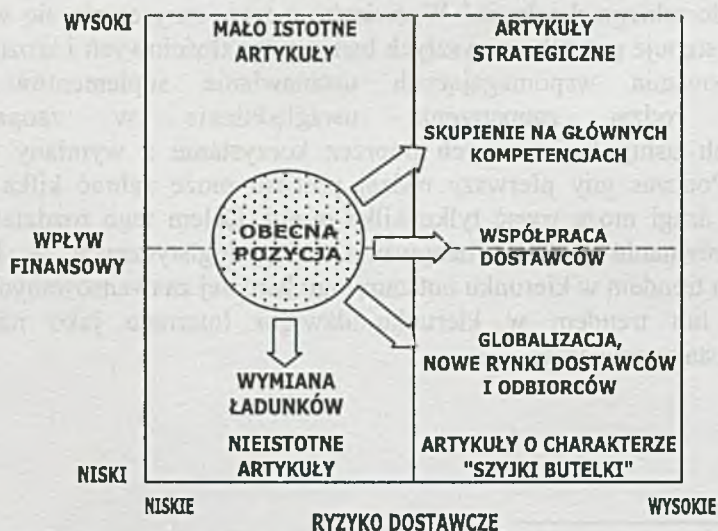 WYSOKI
MAŁO ISTOTNE
ARTYKUŁY
ARTYKUŁY
STRATEGICZNE
SKUPIENIE NA GŁÓWNYCH
KOMPETENCJACH
OBECNA
POZYCJA
WPŁYW
FINANSOWY
WSPÓŁPRACA
DOSTAWCÓW
GLOBALIZACJA,
NOWE RYNKI DOSTAWCÓW
I ODBIORCÓW
WYMIANA
ŁADUNKÓW
NIEISTOTNE
ARTYKUŁY
ARTYKUŁY O CHARAKTERZE
"SZYJKI BUTELKI"
NISKI
NISKIE
WYSOKIE
RYZYKO DOSTAWCZE